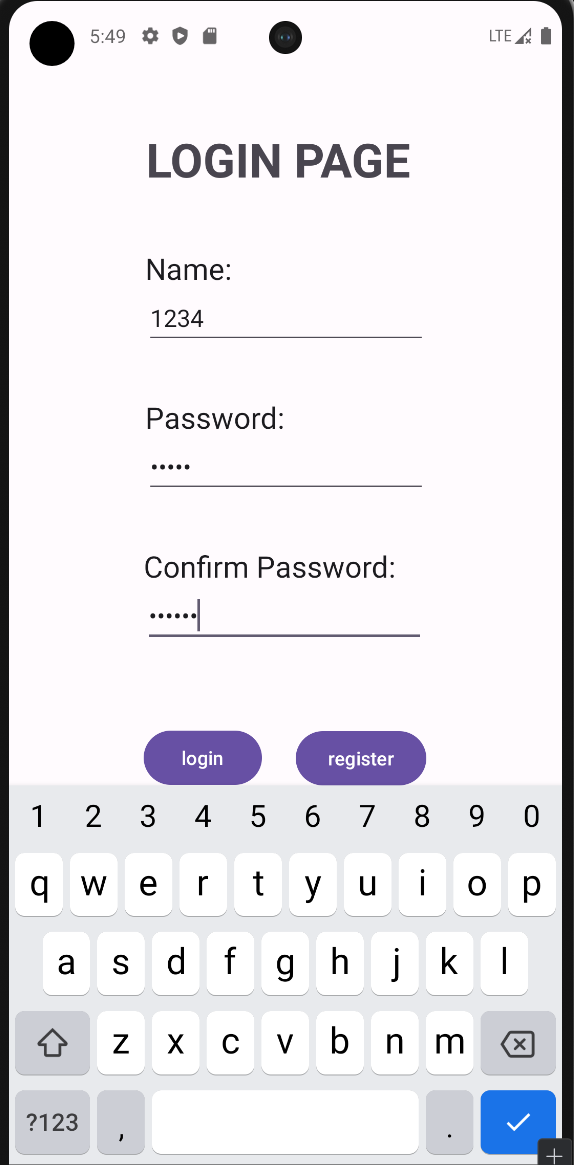 5:49 LTE
LOGIN PAGE
Name:
1234
Password:
•••••
Confirm Password:
••••••
login register
1 2 3 4 5 6 7 8 9 0
q w e r t y u i o p
a s d f g h j k l
z x c v b n m
?123 , .